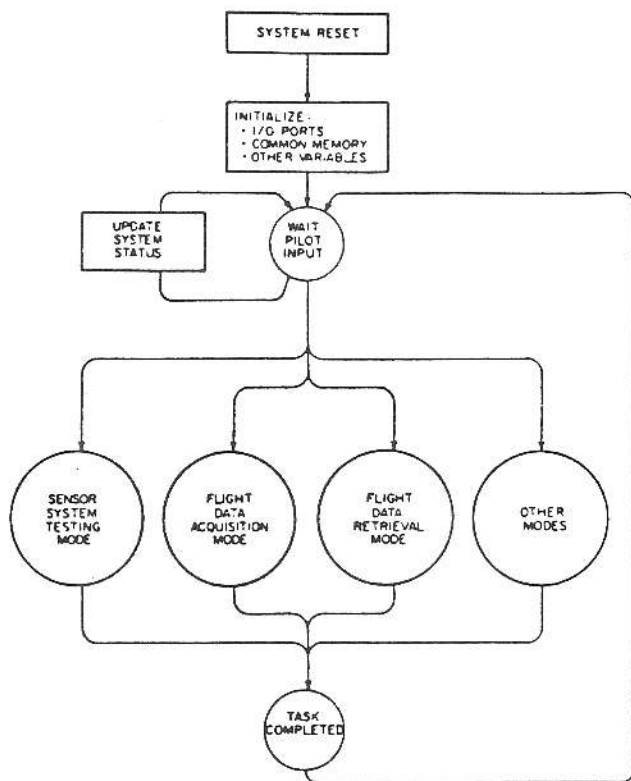 SYSTEM RESET
INITIALIZE:
• I/O PORTS
• COMMON MEMORY
• OTHER VARIABLES
UPDATE
SYSTEM
STATUS
WAIT
PILOT
INPUT
SENSOR
SYSTEM
TESTING
MODE
FLIGHT
DATA
ACQUISITION
MODE
FLIGHT
DATA
RETRIEVAL
MODE
OTHER
MODES
TASK
COMPLETED